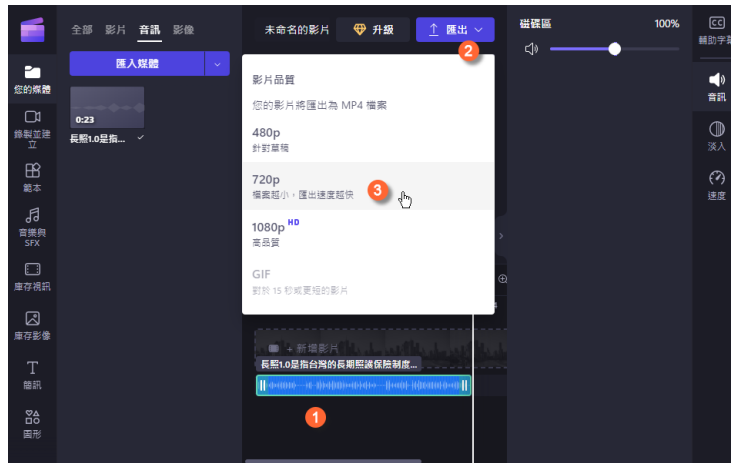 您的媒體
錄製並建
立
範本
音樂與
SFX
庫存視訊
庫存影像
T
簡訊
圖形
全部 影片 音訊 影像
匯入媒體
0:23
長照1.0是指...
未命名的影片 升級 匯出
2
影片品質
您的影片將匯出為 MP4 檔案
480p
針對草稿
720p
檔案越小，匯出速度越快
3
1080p HD
高品質
GIF
對於 15 秒或更短的影片
+ 新增影片
長照1.0是指台灣的長期照護保險制度...
1
磁碟區 100%
CC
輔助字幕
音訊
淡入
速度